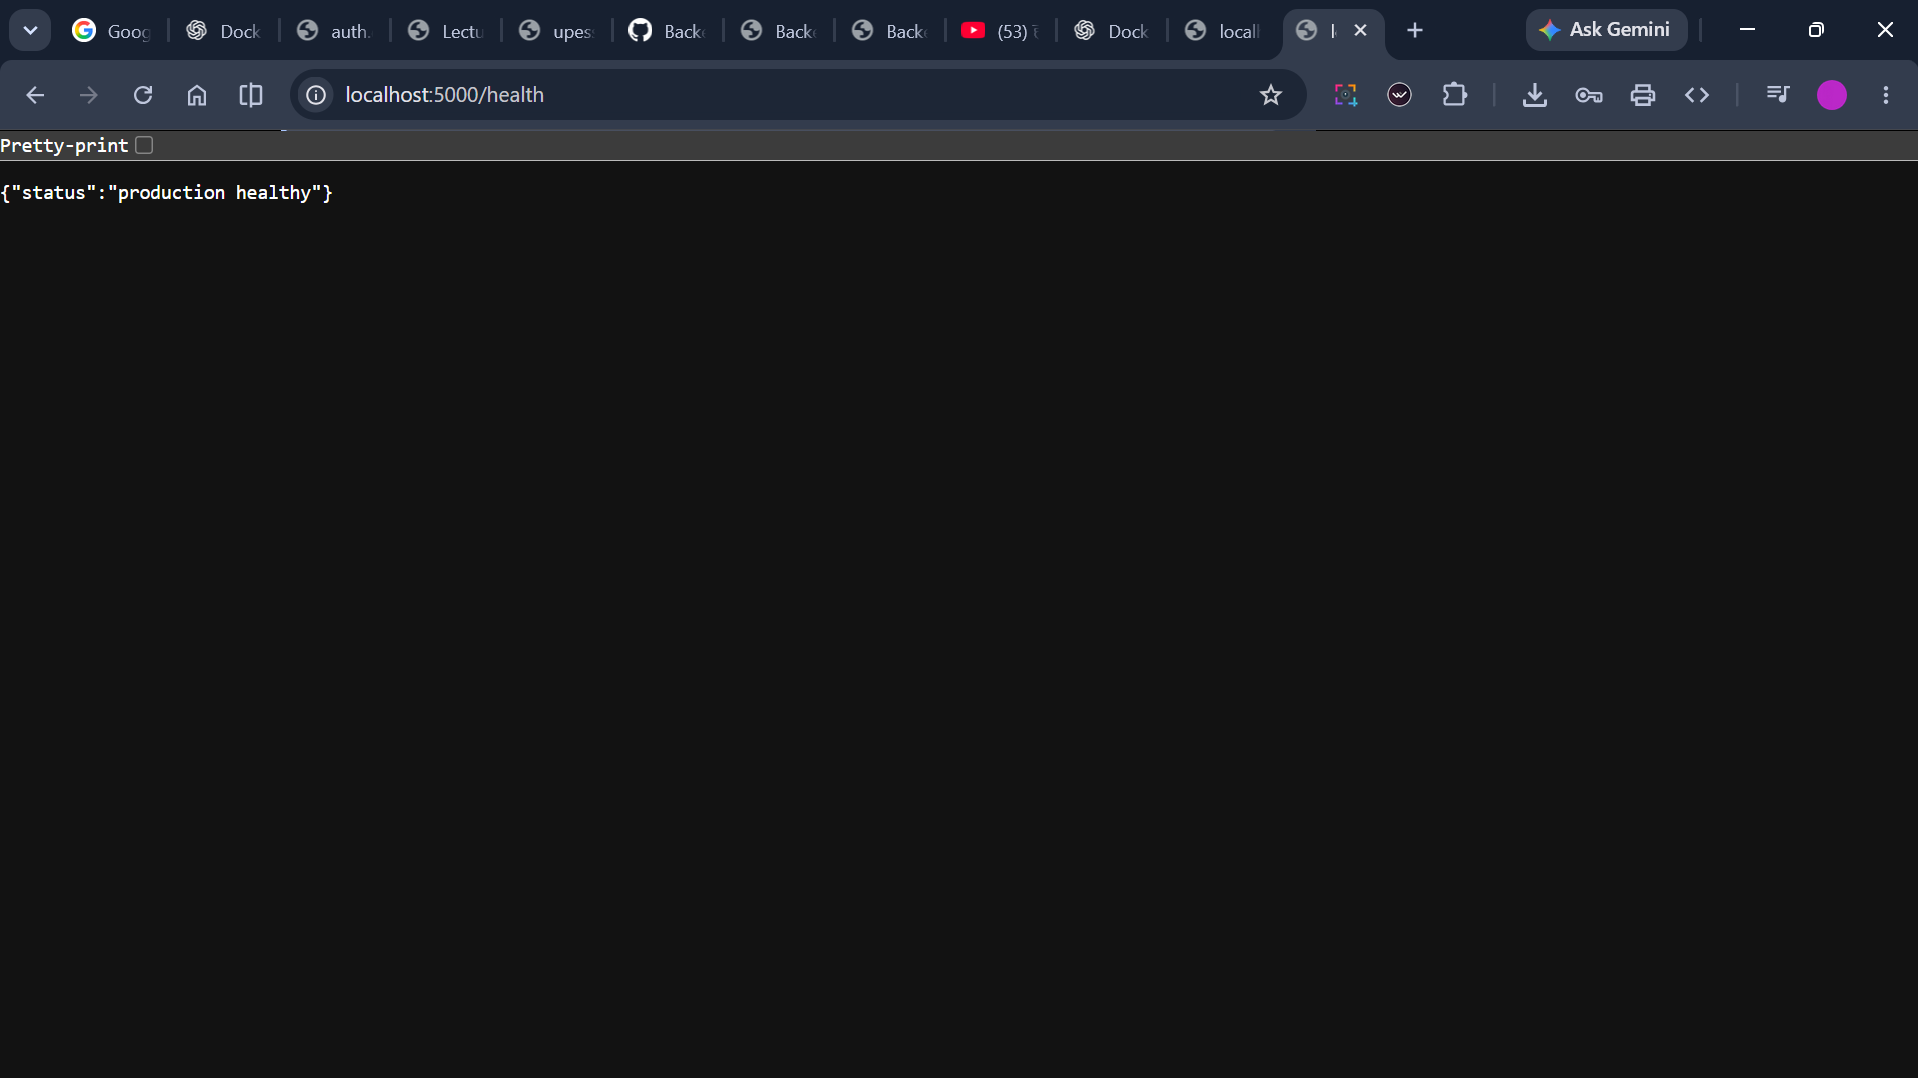 Goog Dock auth. Lectu upes Back Back Back (53) Dock local Ask Gemini
localhost:5000/health
Pretty-print
{"status":"production healthy"}